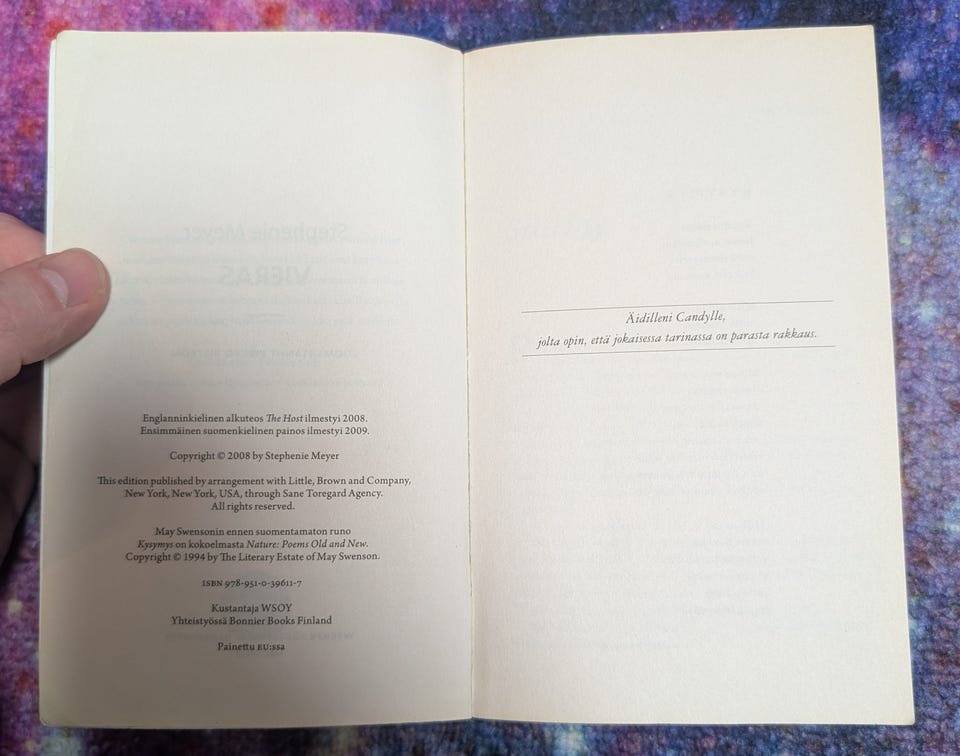 Englanninkielinen alkuteos The Host ilmestyi 2008.
Ensimmäinen suomenkielinen painos ilmestyi 2009.
Copyright © 2008 by Stephenie Meyer
This edition published by arrangement with Little, Brown and Company,
New York, New York, USA, through Sane Toregard Agency.
All rights reserved.
May Swensonin ennen suomentamaton runo
Kysymys on kokoelmasta Nature: Poems Old and New.
Copyright © 1994 by The Literary Estate of May Swenson.
ISBN 978-951-0-39611-7
Kustantaja WSOY
Yhteistyössä Bonnier Books Finland
Painettu EU:ssa
Äidilleni Candylle,
jolta opin, että jokaisessa tarinassa on parasta rakkaus.
Stephenie Meyer
VIERAS